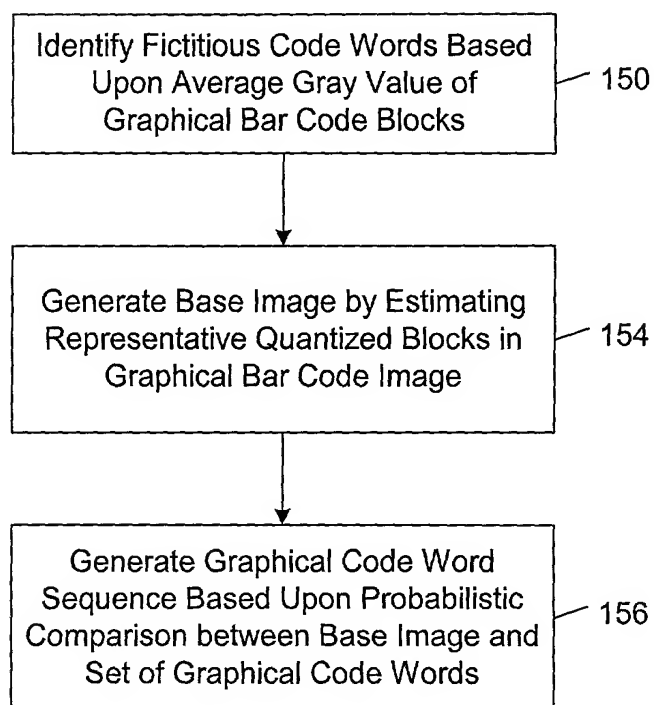 Identify Fictitious Code Words Based
Upon Average Gray Value of
Graphical Bar Code Blocks
150
Generate Base Image by Estimating
Representative Quantized Blocks in
Graphical Bar Code Image
154
Generate Graphical Code Word
Sequence Based Upon Probabilistic
Comparison between Base Image and
Set of Graphical Code Words
156